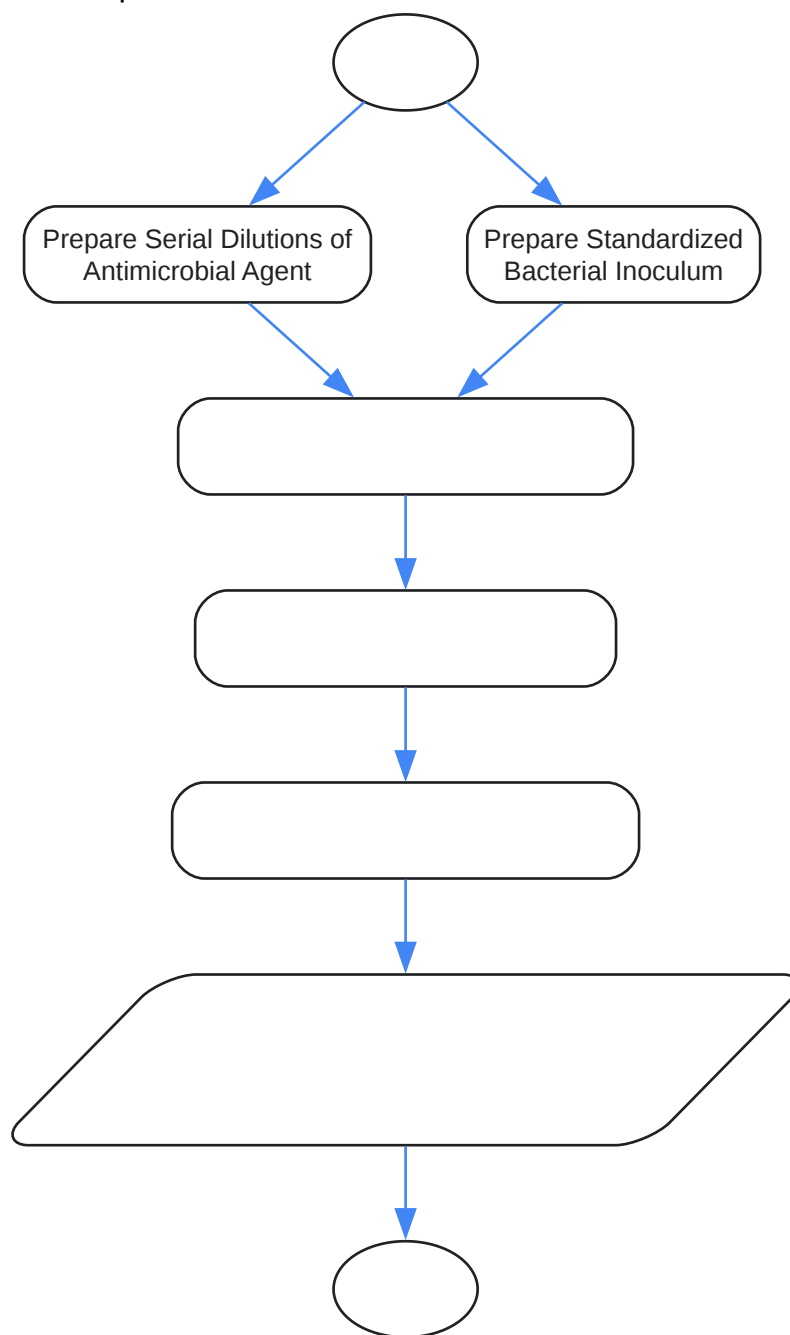 Prepare Serial Dilutions of
Antimicrobial Agent
Prepare Standardized
Bacterial Inoculum